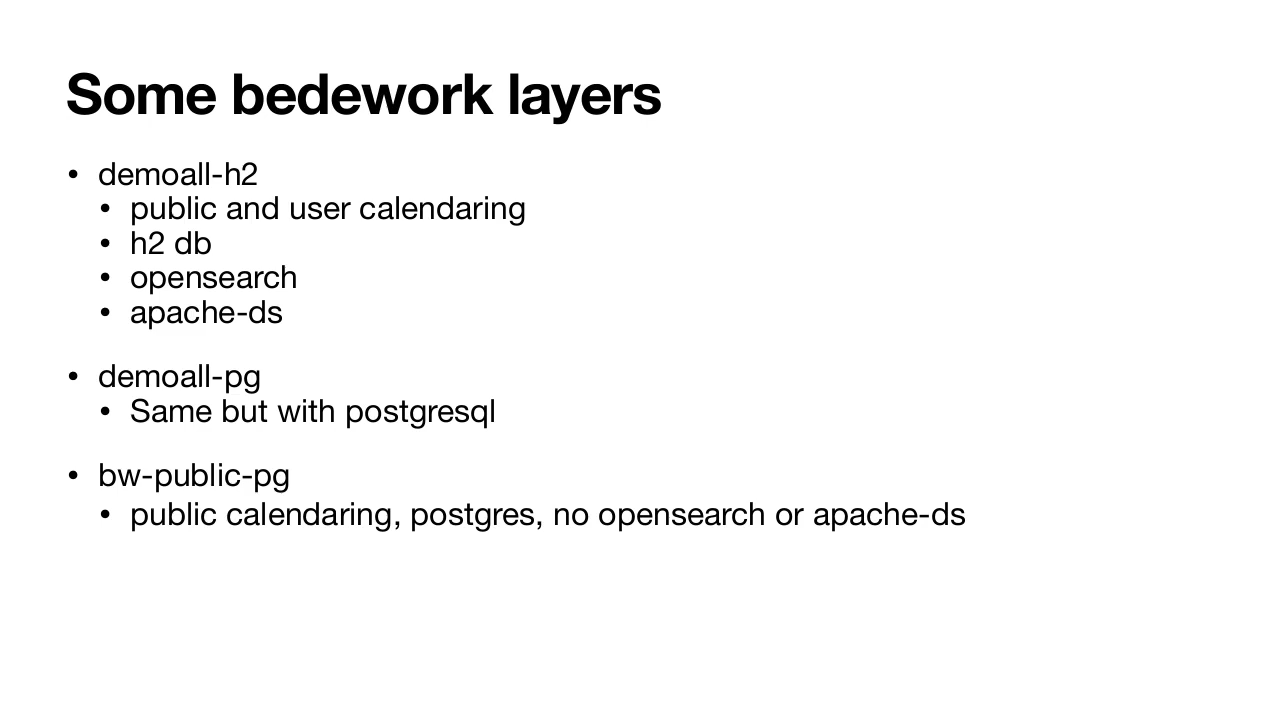 Some bedework layers
• demoall-h2
• public and user calendaring
• h2 db
• opensearch
• apache-ds
• demoall-pg
• Same but with postgresql
• bw-public-pg
• public calendaring, postgres, no opensearch or apache-ds